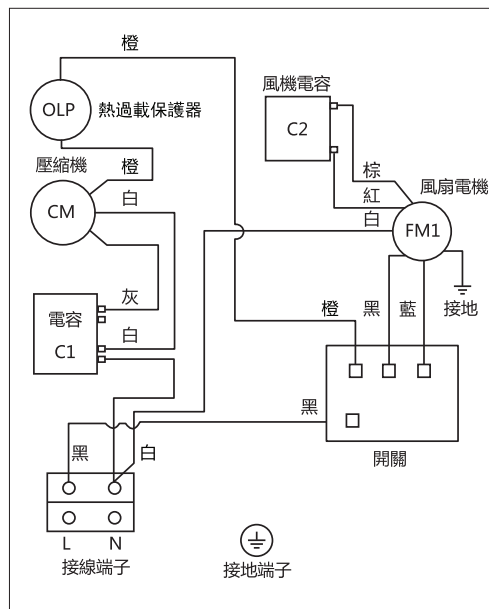 橙
風機電容
OLP
熱過載保護器
C2
壓縮機
橙
棕
風扇電機
白
紅
CM
白
FM1
灰
橙
黑
藍
接地
電容
白
C1
黑
黑
白
開關
L
N
接線端子
接地端子